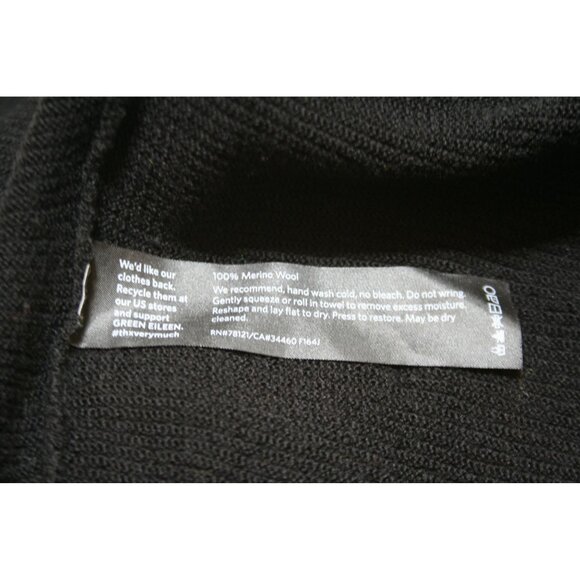 We'd like our
clothes back.
Recycle them at
our US stores
and support
GREEN EILEEN.
#thxverymuch
100% Merino Wool
We recommend, hand wash cold, no bleach. Do not wring.
Gently squeeze or roll in towel to remove excess moisture.
Reshape and lay flat to dry. Press to restore. May be dry
cleaned.
RN#78121/CA#34460 F164J